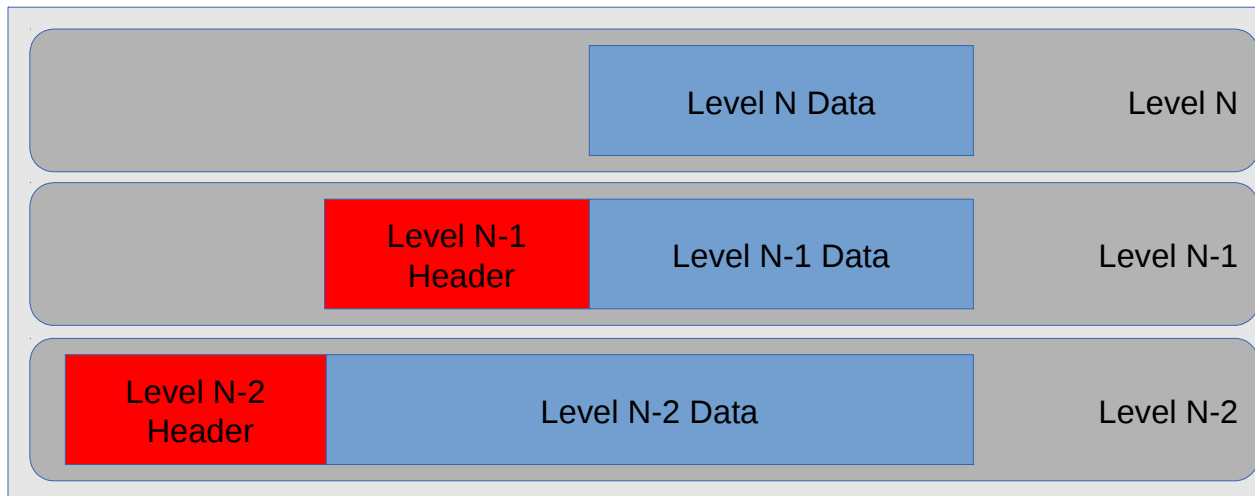 Level N Data
Level N
Level N-1
Header
Level N-1 Data
Level N-1
Level N-2
Header
Level N-2 Data
Level N-2